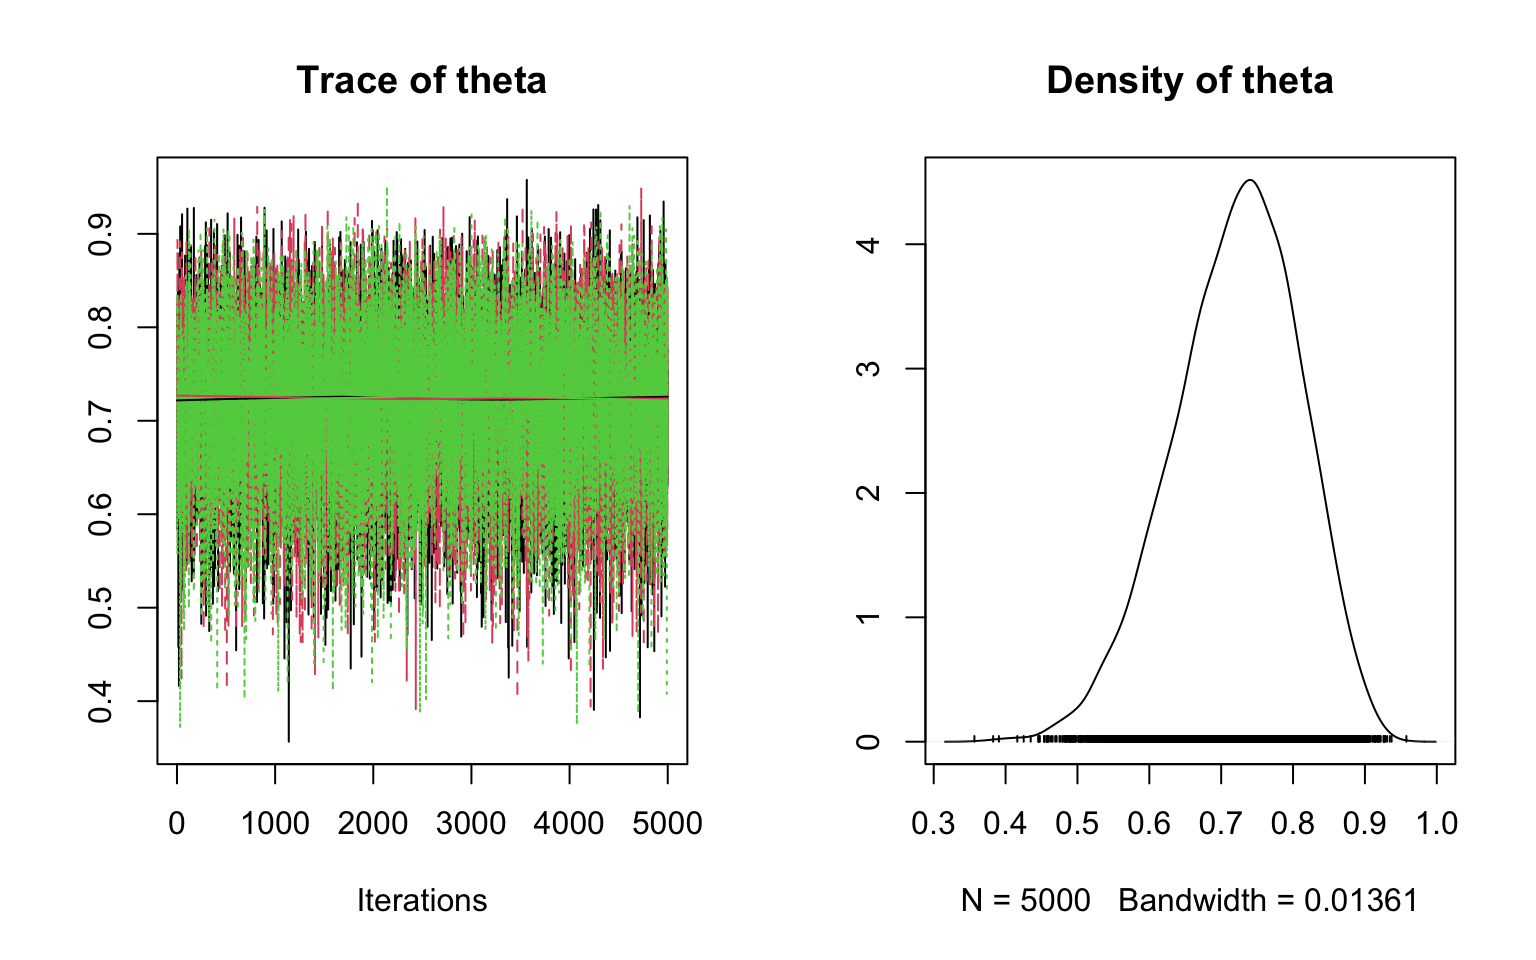 Trace of theta
0.9
0.8
0.7
0.6
0.5
0.4
0 1000 2000 3000 4000 5000
Iterations
Density of theta
4
3
2
1
0
0.3 0.4 0.5 0.6 0.7 0.8 0.9 1.0
N = 5000 Bandwidth = 0.01361